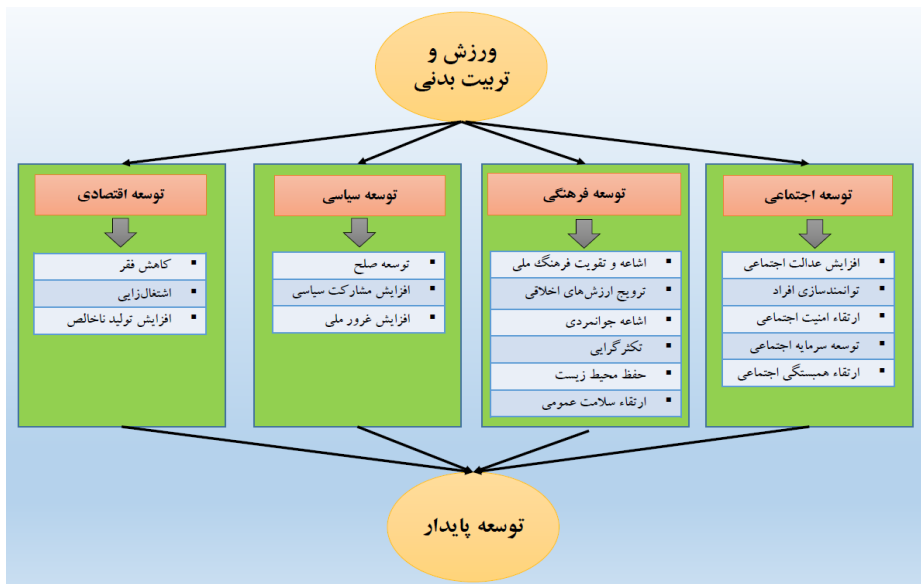 ورزش و
تربیت بدنی
توسعه اجتماعی
افزایش عدالت اجتماعی
توانمندسازی افراد
ارتقاء امنیت اجتماعی
توسعه سرمایه اجتماعی
ارتقاء همبستگی اجتماعی
توسعه فرهنگی
اشاعه و تقویت فرهنگ ملی
ترویج ارزش‌های اخلاقی
اشاعه جوانمردی
تکثرگرایی
حفظ محیط زیست
ارتقاء سلامت عمومی
توسعه سیاسی
توسعه صلح
افزایش مشارکت سیاسی
افزایش غرور ملی
توسعه اقتصادی
کاهش فقر
اشتغال‌زایی
افزایش تولید ناخالص
توسعه پایدار